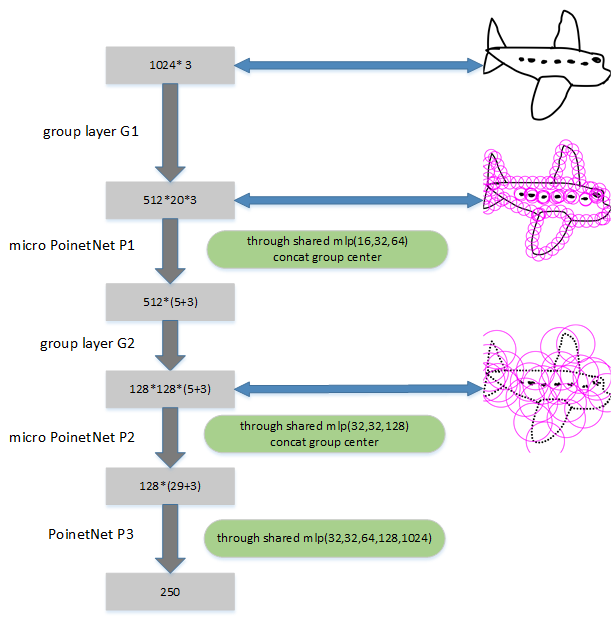 1024* 3
group layer G1
512*20*3
micro PoinetNet P1
through shared mlp(16,32,64)
concat group center
512*(5+3)
group layer G2
128*128*(5+3)
micro PoinetNet P2
through shared mlp(32,32,128)
concat group center
128*(29+3)
PoinetNet P3
through shared mlp(32,32,64,128,1024)
250